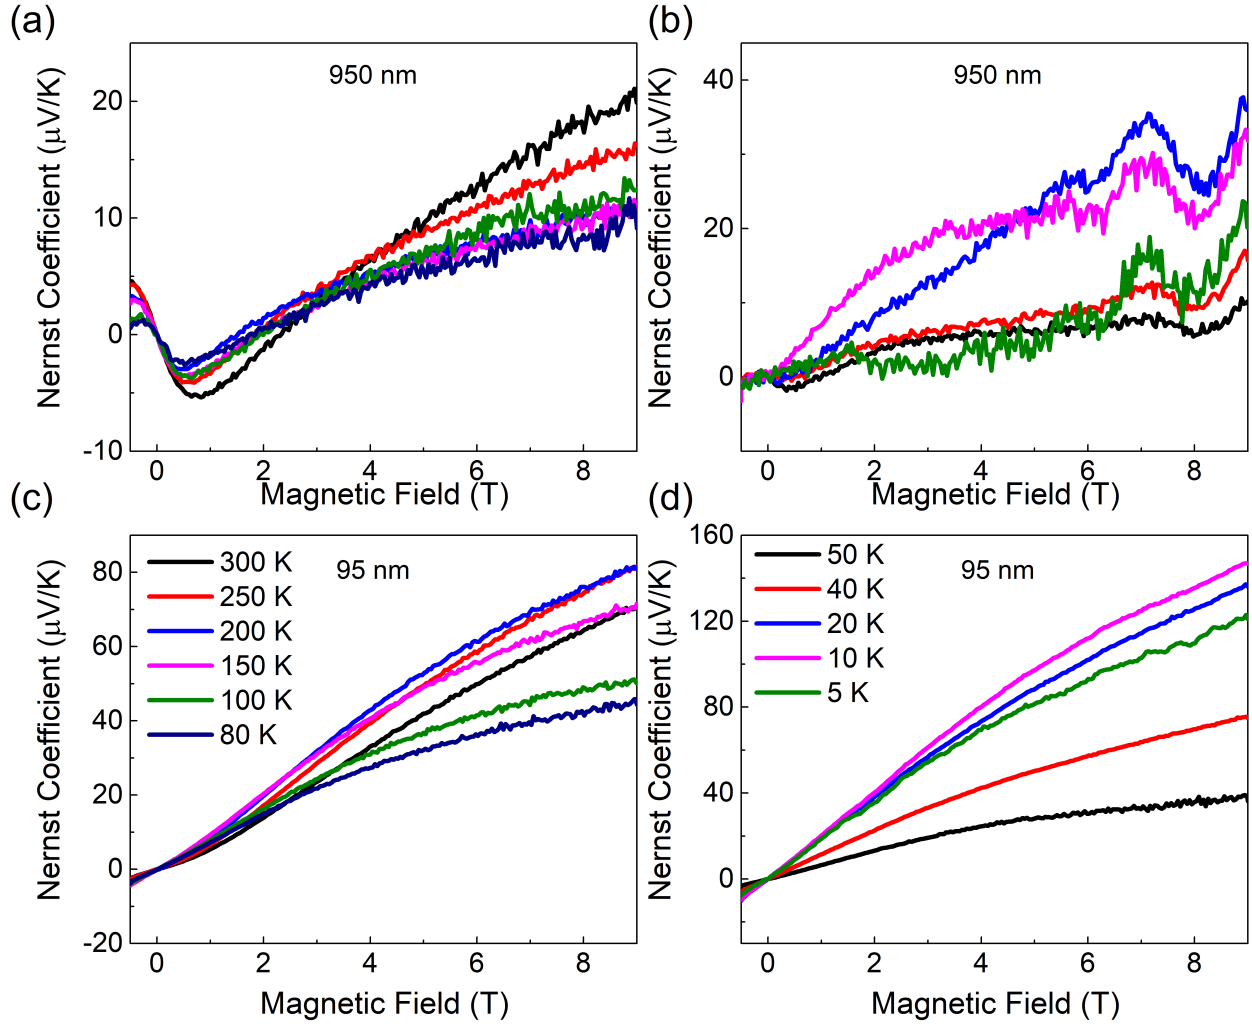 (a)
950 nm
20
10
0
-10
Nernst Coefficient (μV/K)
0 2 4 6 8
Magnetic Field (T)
(b)
950 nm
40
20
0
Nernst Coefficient (μV/K)
0 2 4 6 8
Magnetic Field (T)
(c)
95 nm
300 K
250 K
200 K
150 K
100 K
80 K
80
60
40
20
0
-20
Nernst Coefficient (μV/K)
0 2 4 6 8
Magnetic Field (T)
(d)
95 nm
50 K
40 K
20 K
10 K
5 K
160
120
80
40
0
Nernst Coefficient (μV/K)
0 2 4 6 8
Magnetic Field (T)